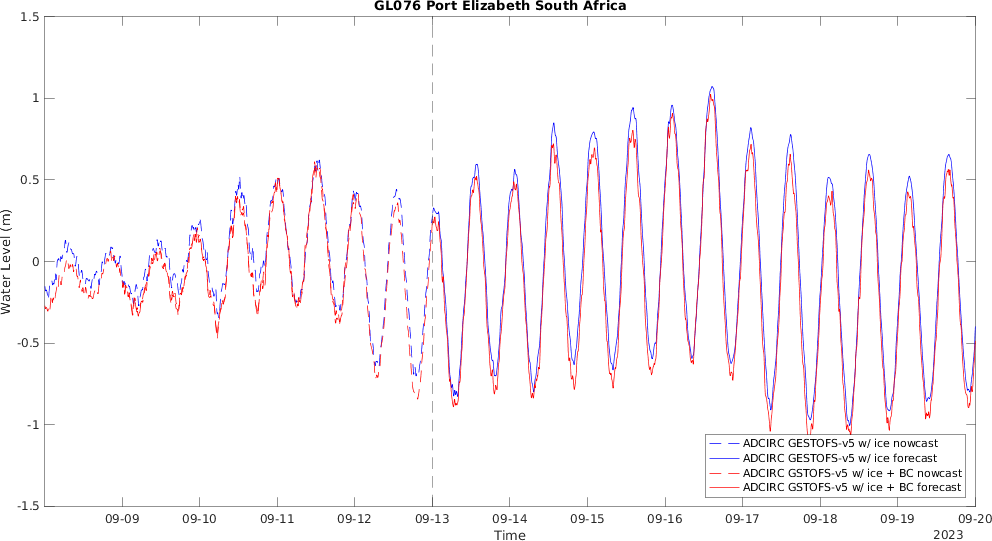 GL076 Port Elizabeth South Africa
Water Level (m)
1.5
1
0.5
0
-0.5
-1
-1.5
ADCIRC GESTOFS-v5 w/ ice nowcast
ADCIRC GESTOFS-v5 w/ ice forecast
ADCIRC GSTOFS-v5 w/ ice + BC nowcast
ADCIRC GSTOFS-v5 w/ ice + BC forecast
09-09 09-10 09-11 09-12 09-13 09-14 09-15 09-16 09-17 09-18 09-19 09-20
Time
2023